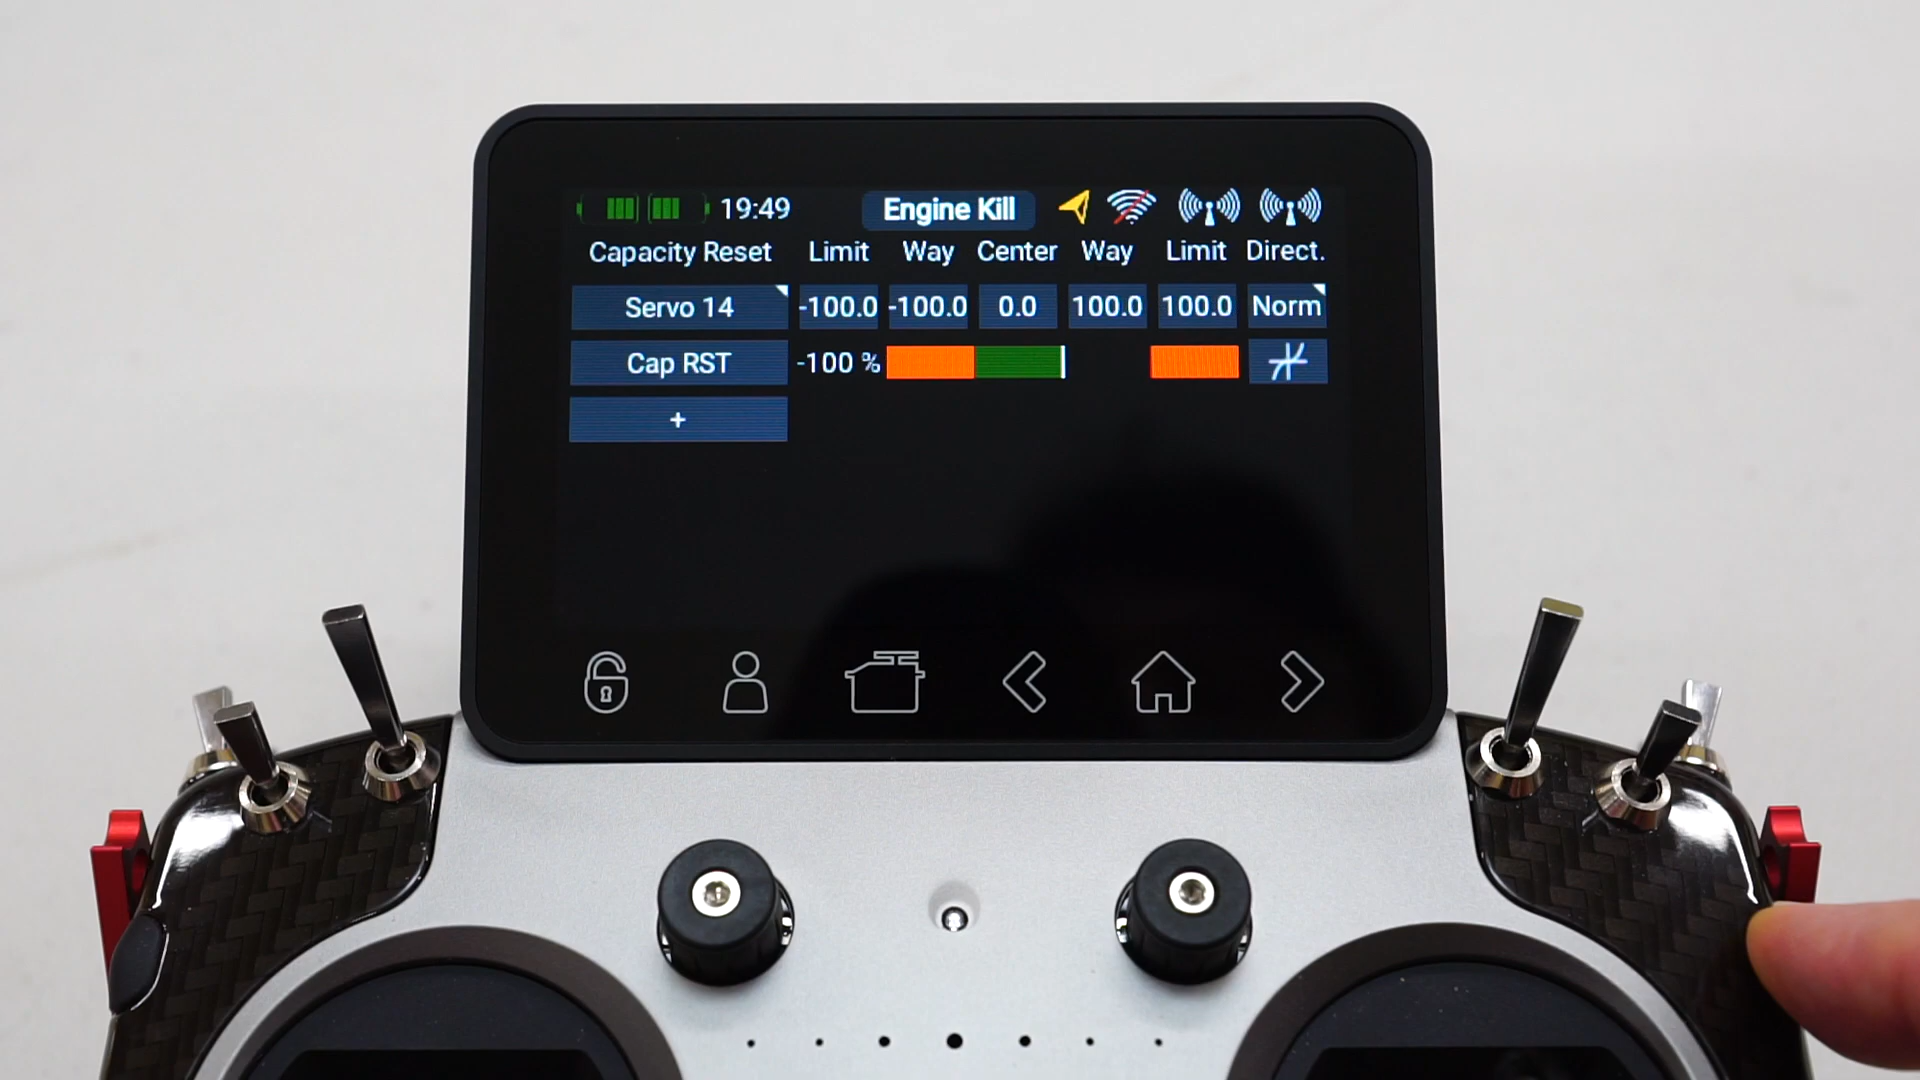 19:49 Engine Kill
Capacity Reset Limit Way Center Way Limit Direct.
Servo 14 -100.0 -100.0 0.0 100.0 100.0 Norm
Cap RST -100 %
+